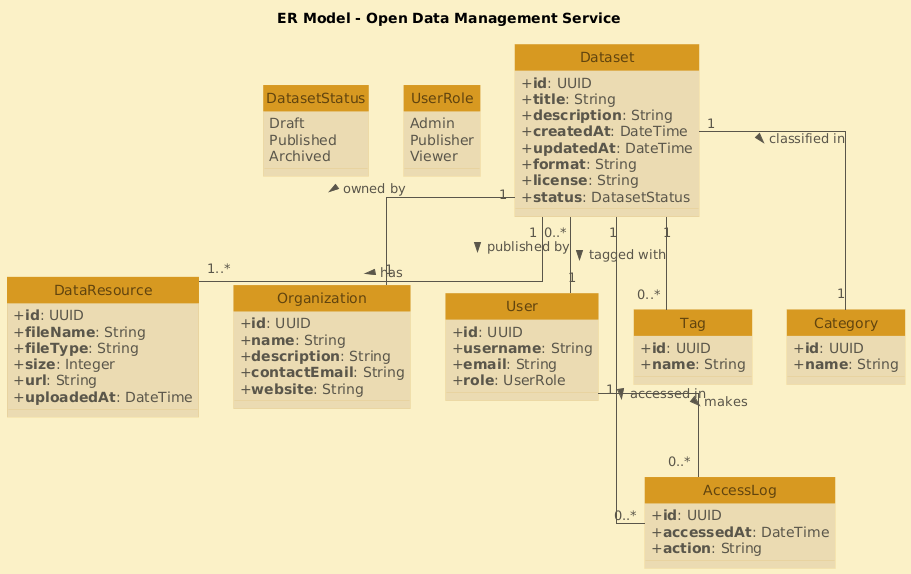 ER Model - Open Data Management Service
Dataset
+id: UUID
+title: String
+description: String
+createdAt: DateTime
+updatedAt: DateTime
+format: String
+license: String
+status: DatasetStatus
DatasetStatus
Draft
Published
Archived
UserRole
Admin
Publisher
Viewer
1
classified in
1
owned by
1
1
1
has
1..*
0..*
published by
1
1
tagged with
0..*
1
accessed in
0..*
1
makes
0..*
DataResource
+id: UUID
+fileName: String
+fileType: String
+size: Integer
+url: String
+uploadedAt: DateTime
Organization
+id: UUID
+name: String
+description: String
+contactEmail: String
+website: String
User
+id: UUID
+username: String
+email: String
+role: UserRole
Tag
+id: UUID
+name: String
Category
+id: UUID
+name: String
AccessLog
+id: UUID
+accessedAt: DateTime
+action: String